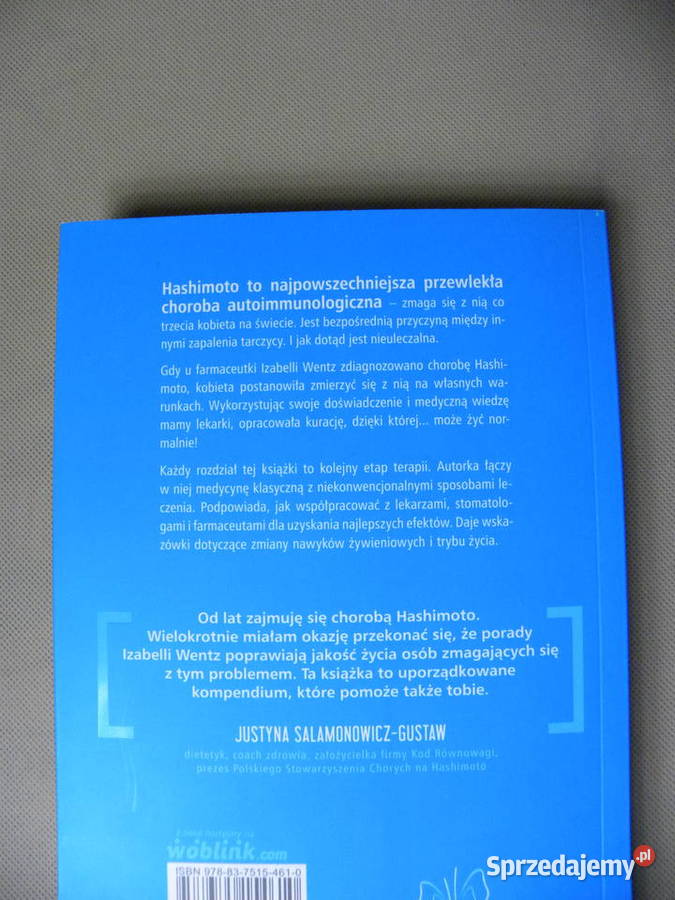 Hashimoto to najpowszechniejsza przewlekła
choroba autoimmunologiczna – zmaga się z nią co
trzecia kobieta na świecie. Jest bezpośrednią przyczyną między in-
nymi zapalenia tarczycy. I jak dotąd jest nieuleczalna.
Gdy u farmaceutki Izabelli Wentz zdiagnozowano chorobę Hashi-
moto, kobieta postanowiła zmierzyć się z nią na własnych wa-
runkach. Wykorzystując swoje doświadczenie i medyczną wiedzę
mamy lekarki, opracowała kurację, dzięki której... może żyć nor-
malnie!
Każdy rozdział tej książki to kolejny etap terapii. Autorka łączy
w niej medycynę klasyczną z niekonwencjonalnymi sposobami le-
czenia. Podpowiada, jak współpracować z lekarzami, stomatolo-
gami i farmaceutami dla uzyskania najlepszych efektów. Daje wska-
zówki dotyczące zmiany nawyków żywieniowych i trybu życia.
Od lat zajmuję się chorobą Hashimoto.
Wielokrotnie miałam okazję przekonać się, że porady
Izabelli Wentz poprawiają jakość życia osób zmagających się
z tym problemem. Ta książka to uporządkowane
kompendium, które pomoże także tobie.
JUSTYNA SALAMONOWICZ-GUSTAW
dietetyk, coach zdrowia, założycielka firmy Kod Równowagi,
prezes Polskiego Stowarzyszenia Chorych na Hashimoto
woblink.com
ISBN 978-83-7515-461-0
Sprzedajemy.pl